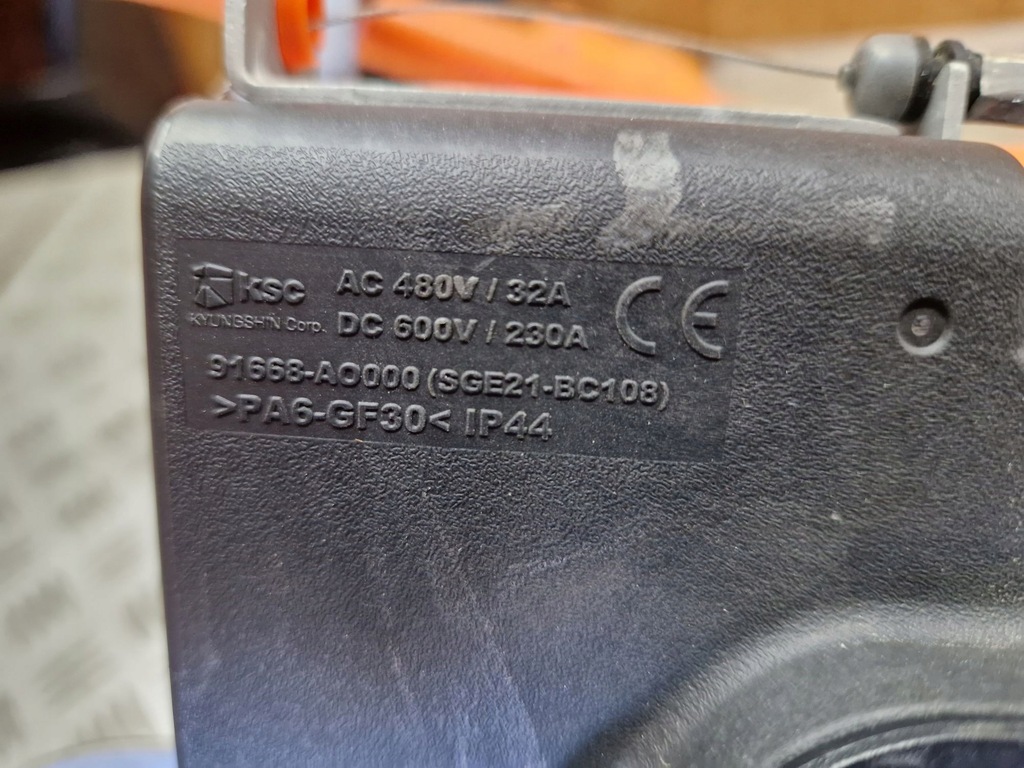 ksc AC 480V / 32A
KYUNGSHIN Corp. DC 600V / 230A
CE
91668-AO000 (SGE21-BC108)
>PA6-GF30< IP44